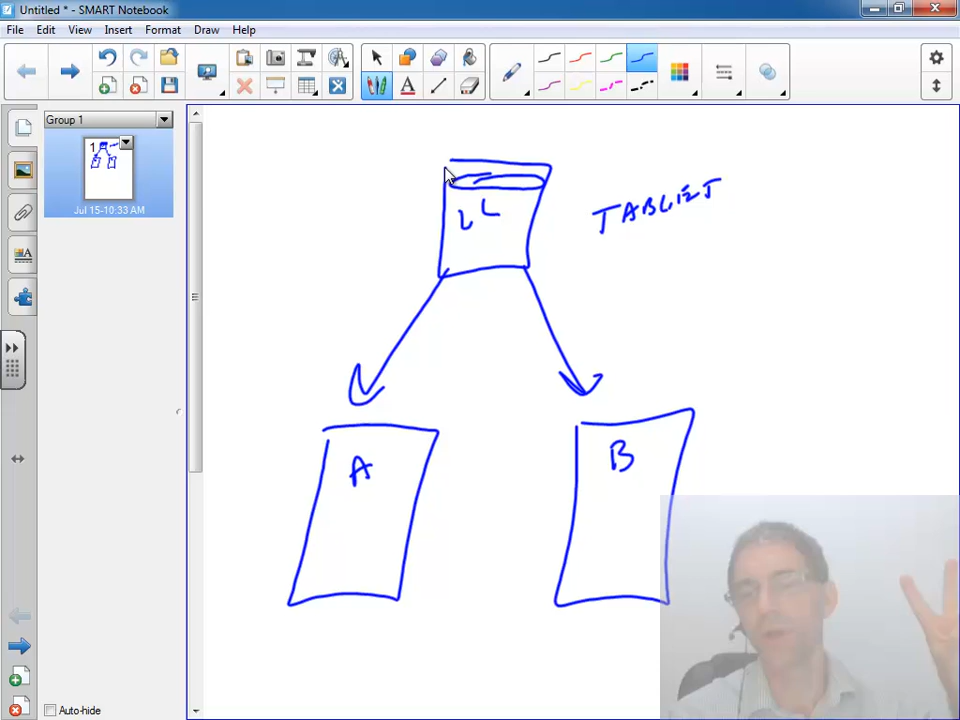 Untitled * - SMART Notebook
File Edit View Insert Format Draw Help
Group 1
1
Jul 15-10:33 AM
TABLET
A
B
Auto-hide